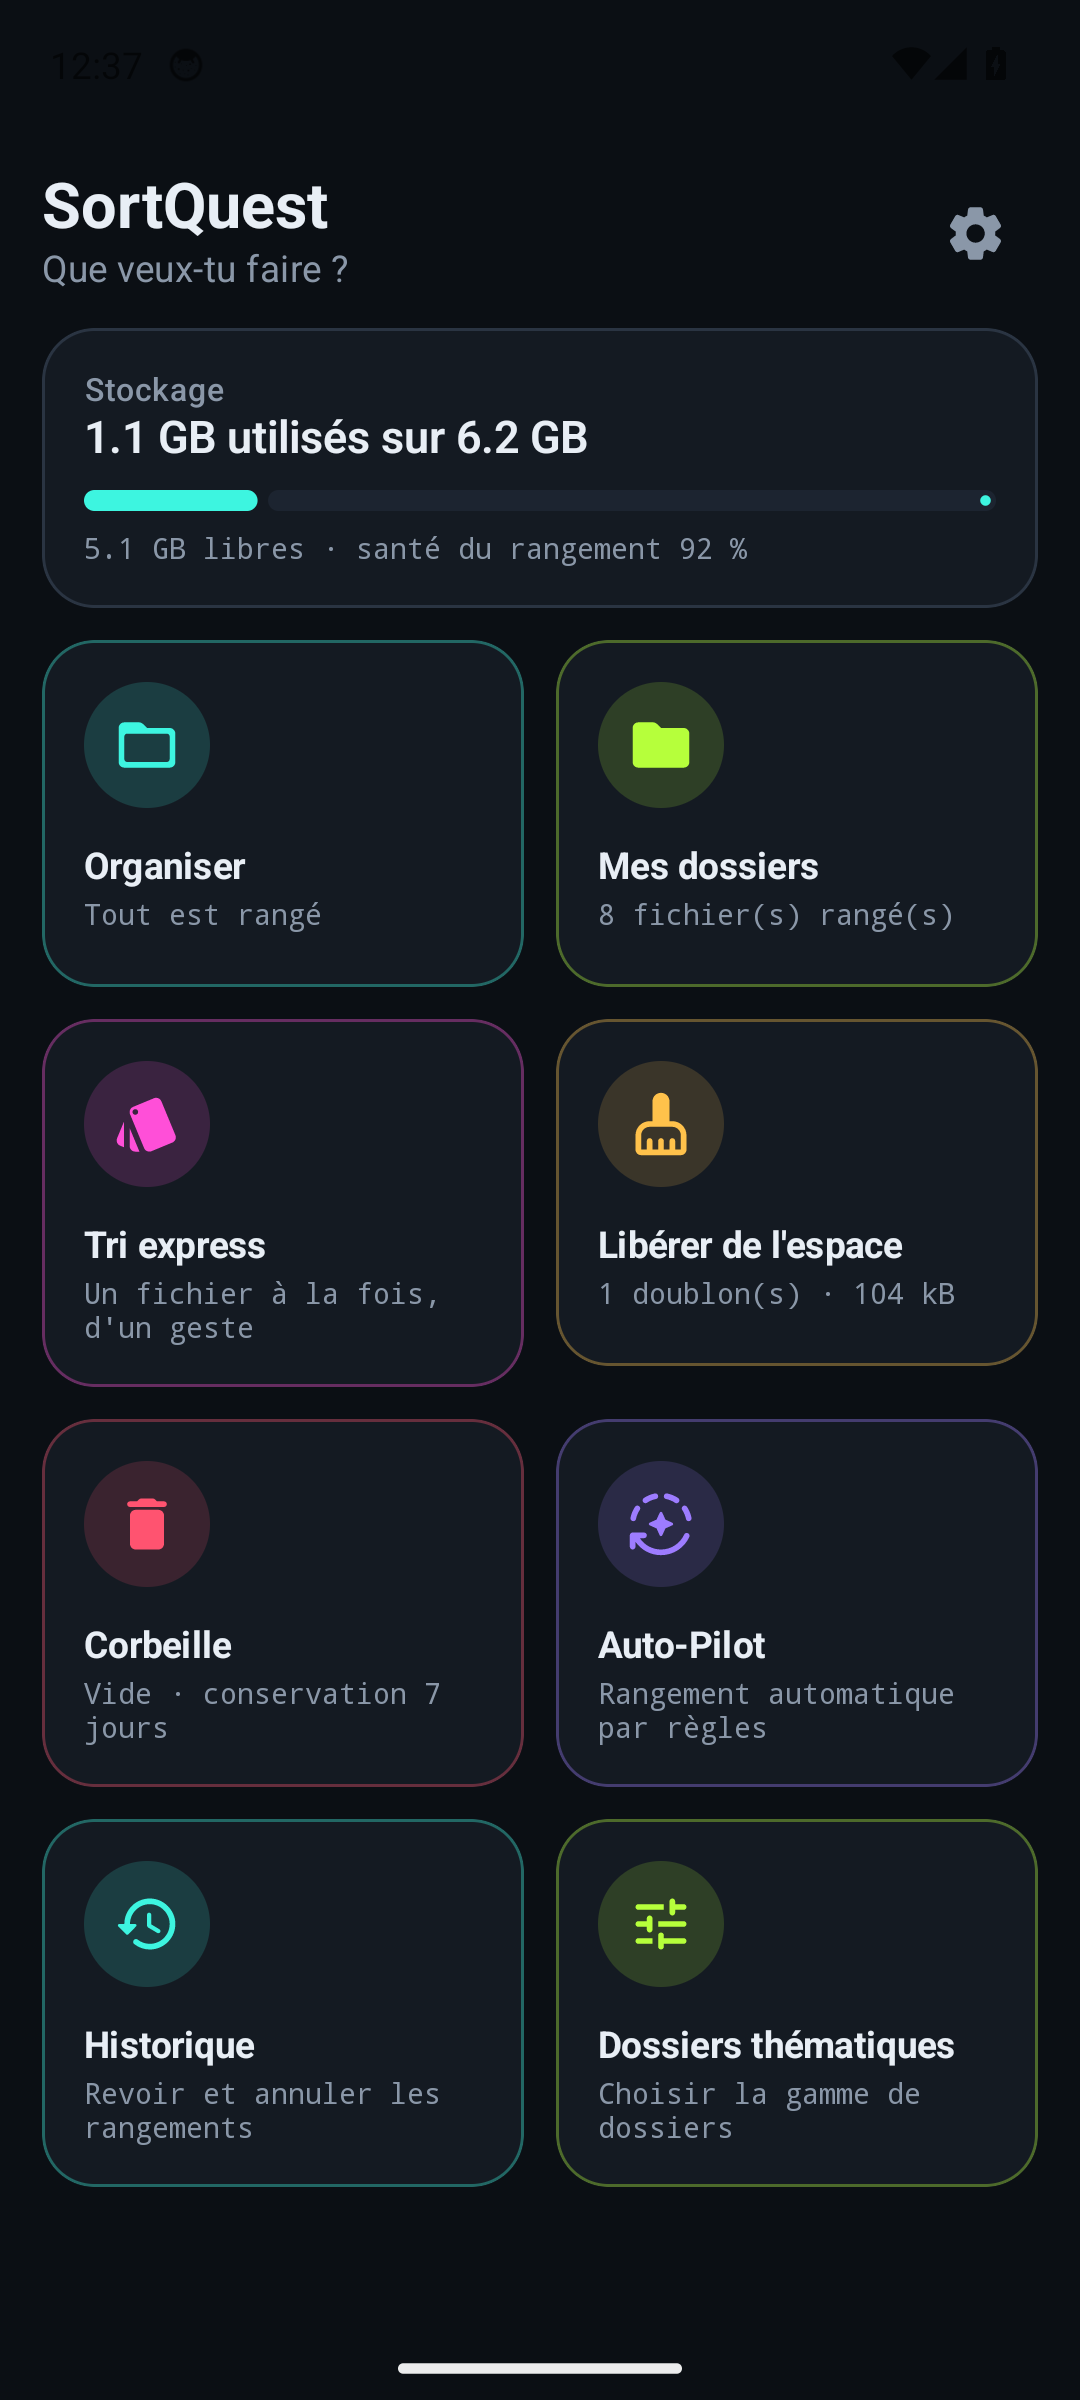 12:37
SortQuest
Que veux-tu faire ?
Stockage
1.1 GB utilisés sur 6.2 GB
5.1 GB libres · santé du rangement 92 %
Organiser
Tout est rangé
Mes dossiers
8 fichier(s) rangé(s)
Tri express
Un fichier à la fois,
d'un geste
Libérer de l'espace
1 doublon(s) · 104 kB
Corbeille
Vide · conservation 7
jours
Auto-Pilot
Rangement automatique
par règles
Historique
Revoir et annuler les
rangements
Dossiers thématiques
Choisir la gamme de
dossiers